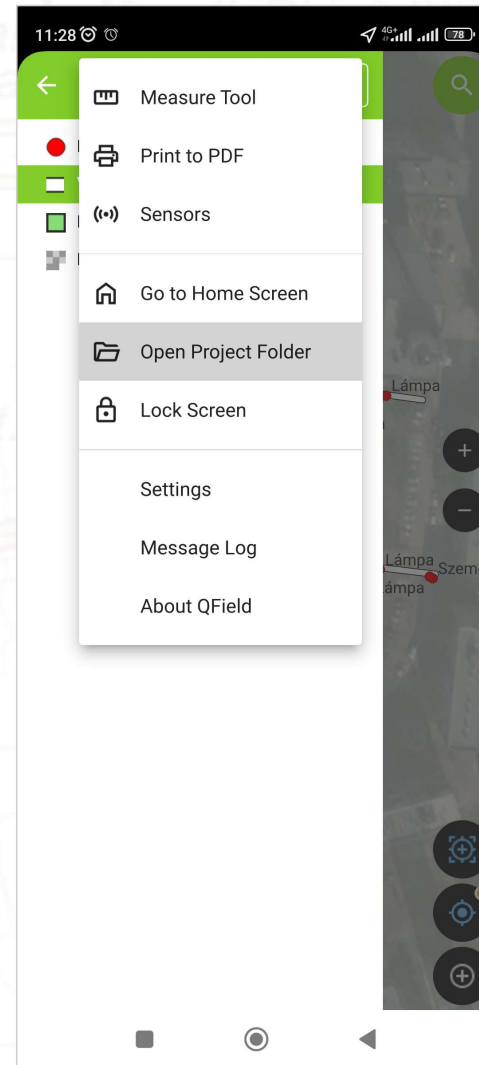 11:28
4G+
78
Measure Tool
Print to PDF
Sensors
Go to Home Screen
Open Project Folder
Lock Screen
Settings
Message Log
About QField
Lámpa
Lámpa
Szem
ámpa